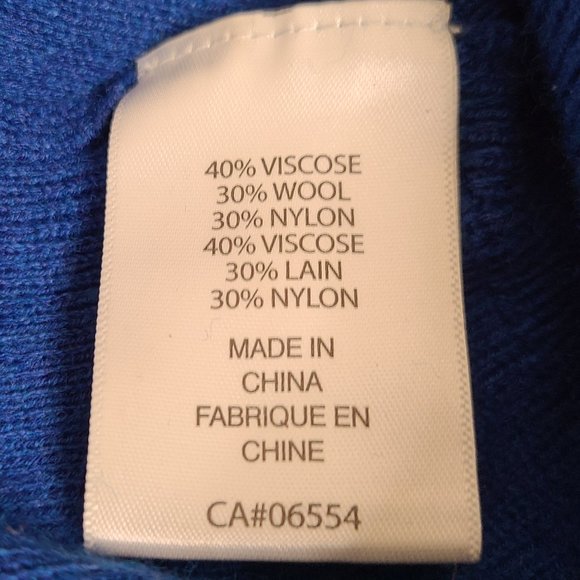 40% VISCOSE
30% WOOL
30% NYLON
40% VISCOSE
30% LAIN
30% NYLON
MADE IN
CHINA
FABRIQUE EN
CHINE
CA#06554